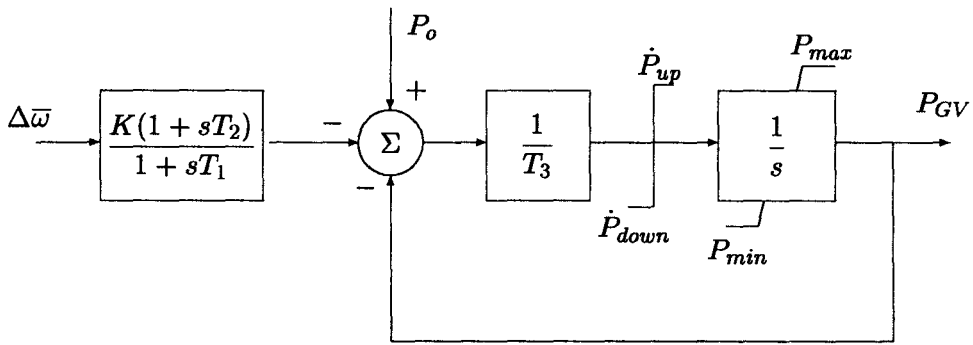 P_o
Ṗ_up
P_max
Δω̅
K(1 + sT_2)
1 + sT_1
−
+
Σ
−
1
T_3
1
s
P_GV
Ṗ_down
P_min